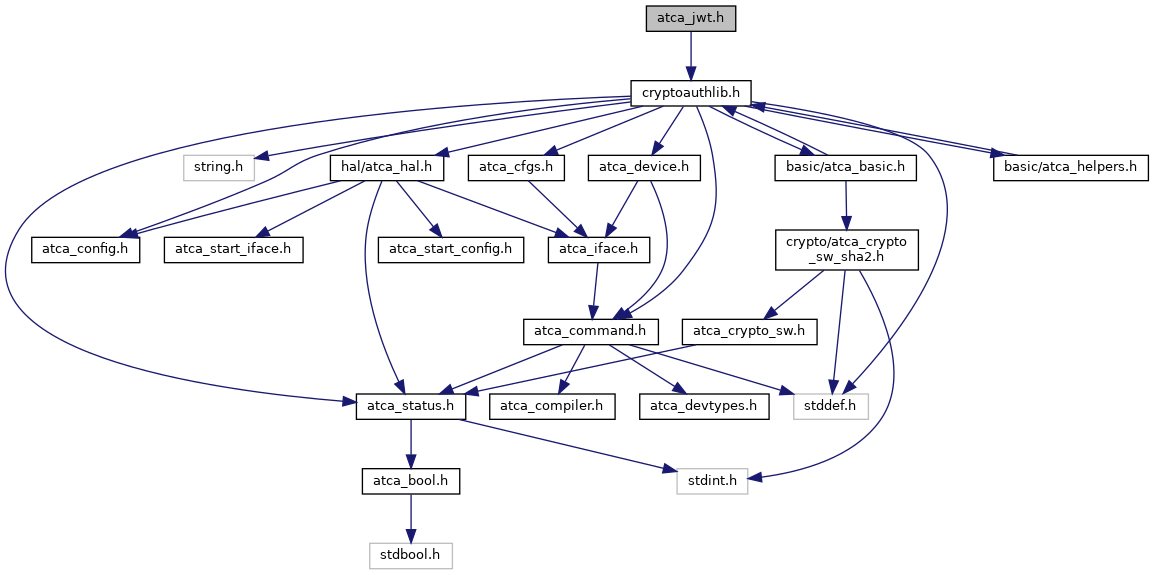 atca_jwt.h
cryptoauthlib.h
string.h
hal/atca_hal.h
atca_cfgs.h
atca_device.h
basic/atca_basic.h
basic/atca_helpers.h
atca_config.h
atca_start_iface.h
atca_start_config.h
atca_iface.h
crypto/atca_crypto
_sw_sha2.h
atca_command.h
atca_crypto_sw.h
atca_status.h
atca_compiler.h
atca_devtypes.h
stddef.h
atca_bool.h
stdint.h
stdbool.h